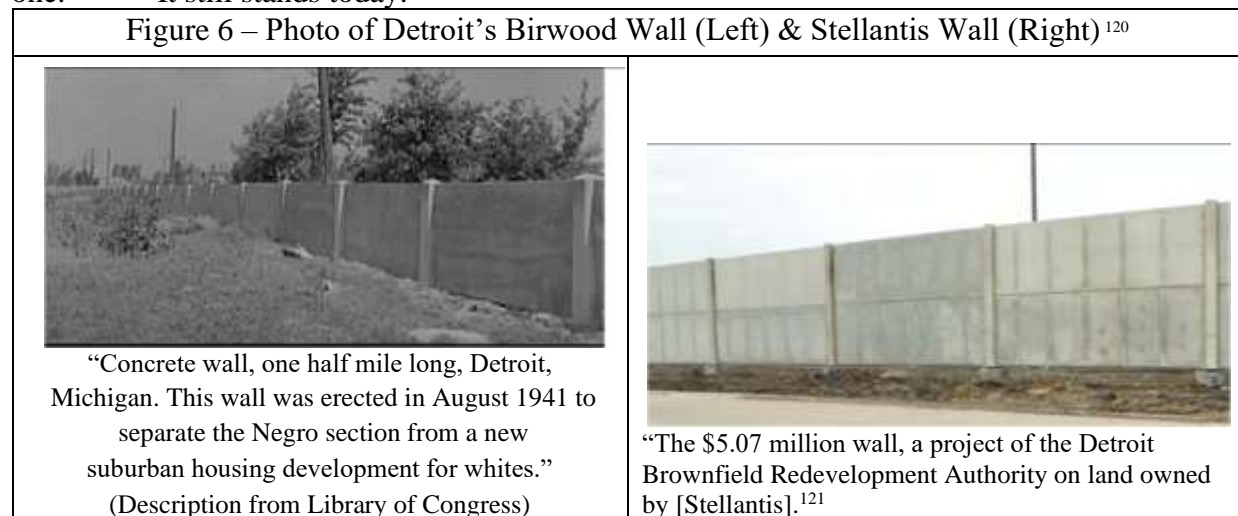 one. It still stands today.
Figure 6 – Photo of Detroit’s Birwood Wall (Left) & Stellantis Wall (Right) 120
“Concrete wall, one half mile long, Detroit,
Michigan. This wall was erected in August 1941 to
separate the Negro section from a new
suburban housing development for whites.”
(Description from Library of Congress)
“The $5.07 million wall, a project of the Detroit
Brownfield Redevelopment Authority on land owned
by [Stellantis].121